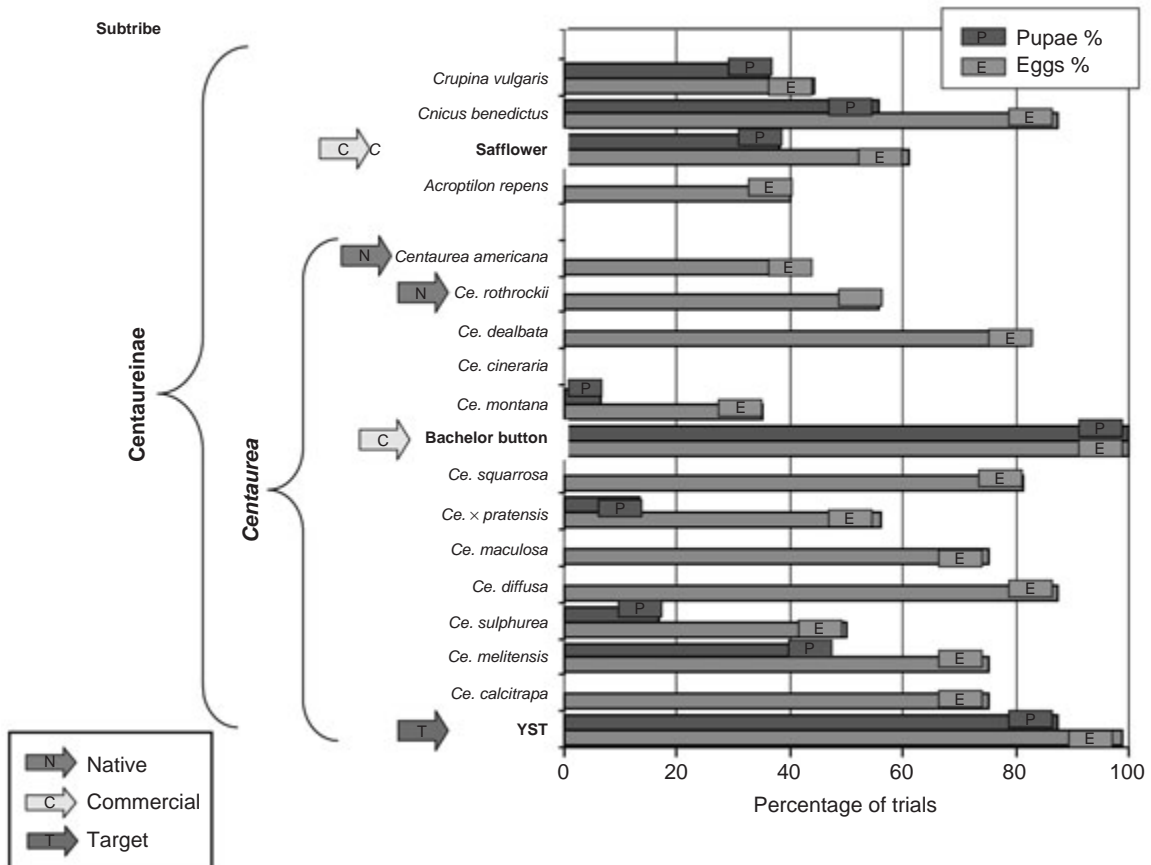 Subtribe
P Pupae %
E Eggs %
Crupina vulgaris P
E
Cnicus benedictus P
E
C C Safflower P
E
Acroptilon repens E
N Centaurea americana E
N Ce. rothrockii
Ce. dealbata E
Ce. cineraria
P
Ce. montana E
C Bachelor button P
E
Ce. squarrosa E
Ce. × pratensis P E
Ce. maculosa E
Ce. diffusa E
P
Ce. sulphurea E
P
Ce. melitensis E
Ce. calcitrapa E
T YST P
E
Centaureinae
Centaurea
0 20 40 60 80 100
Percentage of trials
N Native
C Commercial
T Target